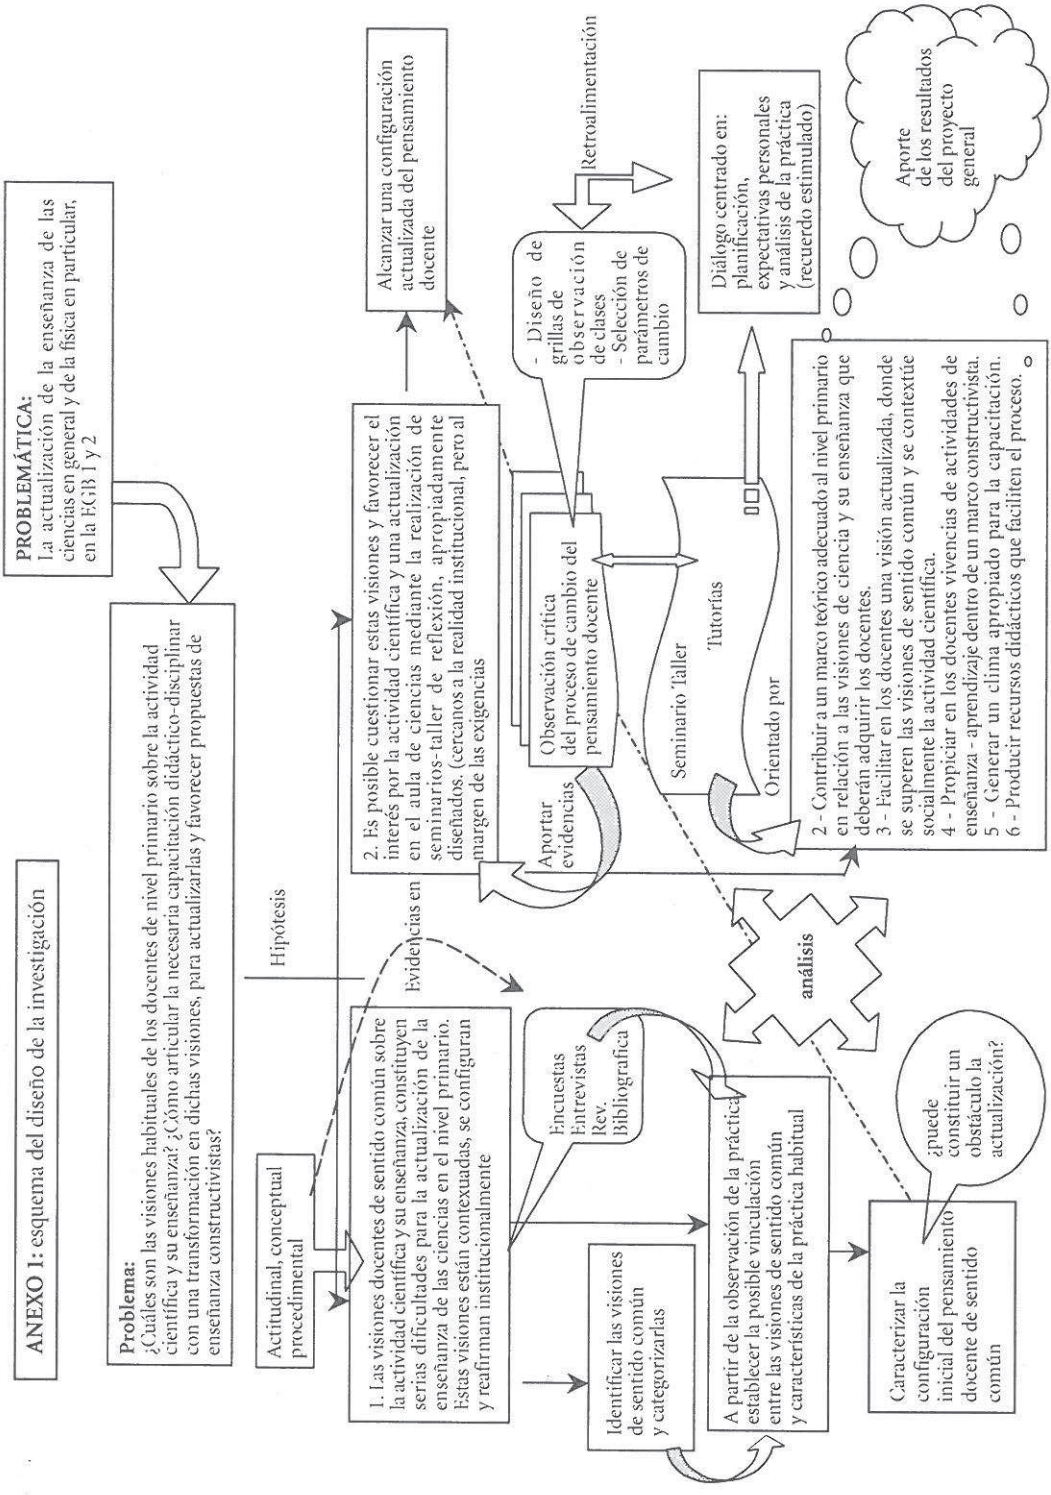 ANEXO 1: esquema del diseño de la investigación
PROBLEMÁTICA:
La actualización de la enseñanza de las
ciencias en general y de la física en particular,
en la EGB 1 y 2
Problema:
¿Cuáles son las visiones habituales de los docentes de nivel primario sobre la actividad
científica y su enseñanza? ¿Cómo articular la necesaria capacitación didáctico-disciplinar
con una transformación en dichas visiones, para actualizarlas y favorecer propuestas de
enseñanza constructivistas?
Hipótesis
Actitudinal, conceptual
procedimental
1. Las visiones docentes de sentido común sobre
la actividad científica y su enseñanza, constituyen
serias dificultades para la actualización de la
enseñanza de las ciencias en el nivel primario.
Estas visiones están contextuadas, se configuran
y reafirman institucionalmente
Evidencias en
2. Es posible cuestionar estas visiones y favorecer el
interés por la actividad científica y una actualización
en el aula de ciencias mediante la realización de
seminarios-taller de reflexión, apropiadamente
diseñados. (cercanos a la realidad institucional, pero al
margen de las exigencias
Alcanzar una configuración
actualizada del pensamiento
docente
Encuestas
Entrevistas
Rev.
Bibliografica
Identificar las visiones
de sentido común
y categorizarlas
A partir de la observación de la práctica,
establecer la posible vinculación
entre las visiones de sentido común
y características de la práctica habitual
Caracterizar la
configuración
inicial del pensamiento
docente de sentido
común
¿puede
constituir un
obstáculo la
actualización?
análisis
Aportar
evidencias
Observación crítica
del proceso de cambio del
pensamiento docente
- Diseño de
grillas de
observación
de clases
- Selección de
parámetros de
cambio
Retroalimentación
Seminario Taller
Tutorías
Orientado por
Diálogo centrado en:
planificación,
expectativas personales
y análisis de la práctica
(recuerdo estimulado)
2 - Contribuir a un marco teórico adecuado al nivel primario
en relación a las visiones de ciencia y su enseñanza que
deberán adquirir los docentes.
3 - Facilitar en los docentes una visión actualizada, donde
se superen las visiones de sentido común y se contextúe
socialmente la actividad científica.
4 - Propiciar en los docentes vivencias de actividades de
enseñanza - aprendizaje dentro de un marco constructivista.
5 - Generar un clima apropiado para la capacitación.
6 - Producir recursos didácticos que faciliten el proceso.
Aporte
de los resultados
del proyecto
general